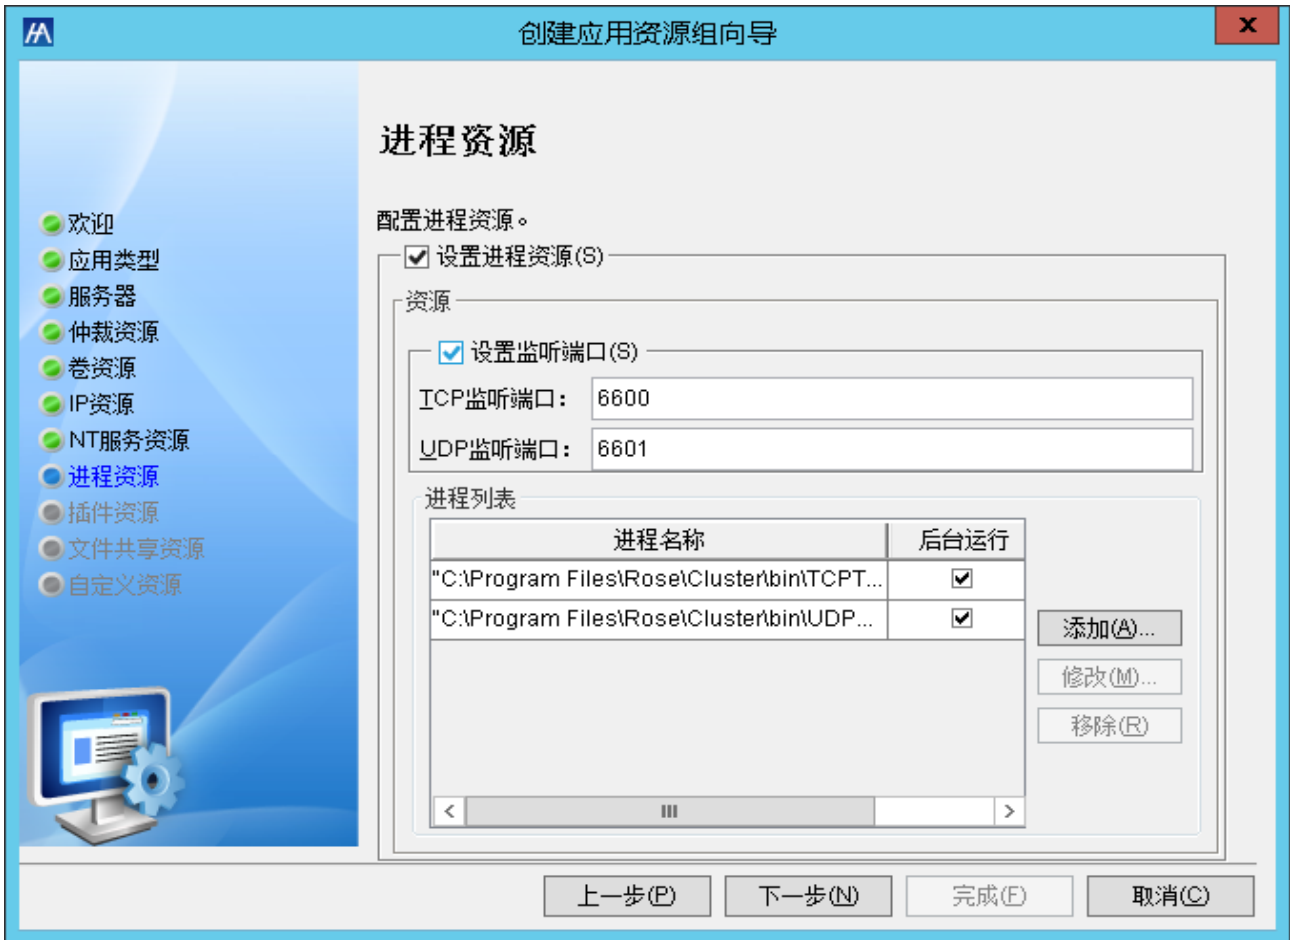 创建应用资源组向导
X
进程资源
配置进程资源。
欢迎
应用类型
服务器
仲裁资源
卷资源
IP资源
NT服务资源
进程资源
插件资源
文件共享资源
自定义资源
设置进程资源(S)
资源
设置监听端口(S)
TCP监听端口: 6600
UDP监听端口: 6601
进程列表
进程名称 后台运行
"C:\Program Files\Rose\Cluster\bin\TCPT...
"C:\Program Files\Rose\Cluster\bin\UDP...
添加(A)...
修改(M)...
移除(R)
上一步(P) 下一步(N) 完成(F) 取消(C)